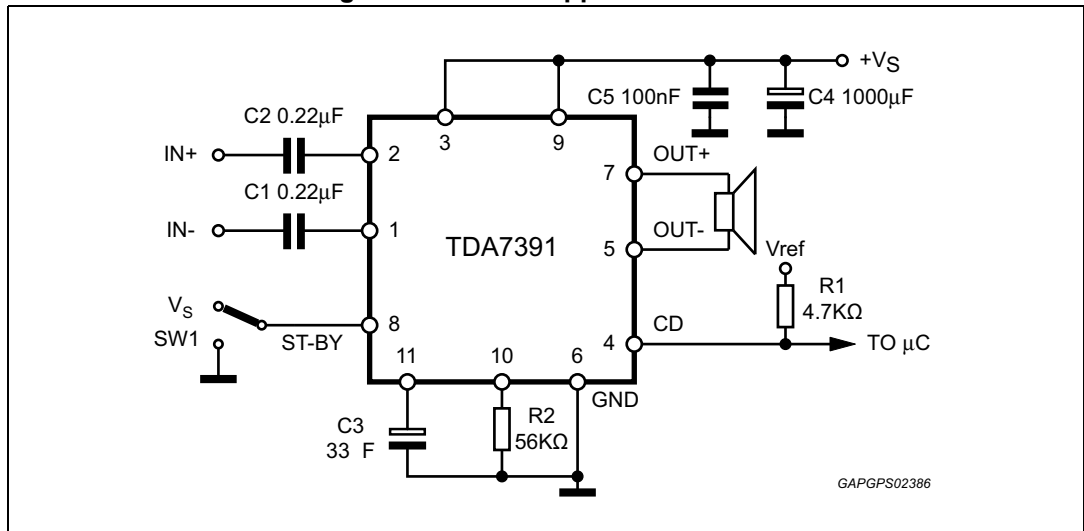 +VS
C5 100nF
C4 1000μF
C2 0.22μF
IN+
2
3
9
7
OUT+
C1 0.22μF
IN-
1
TDA7391
5
OUT-
Vref
R1
4.7KΩ
VS
SW1
ST-BY
8
4
CD
TO μC
11
10
6
GND
C3
33 F
R2
56KΩ
GAPGPS02386